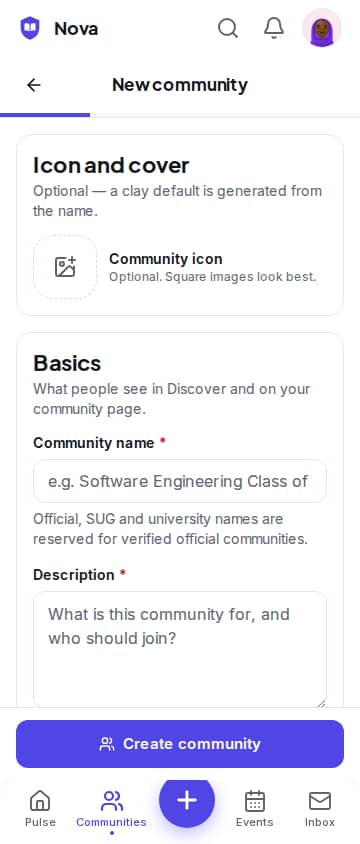 Nova
New community
Icon and cover
Optional — a clay default is generated from
the name.
Community icon
Optional. Square images look best.
Basics
What people see in Discover and on your
community page.
Community name *
e.g. Software Engineering Class of
Official, SUG and university names are
reserved for verified official communities.
Description *
What is this community for, and
who should join?
Create community
Pulse
Communities
Events
Inbox